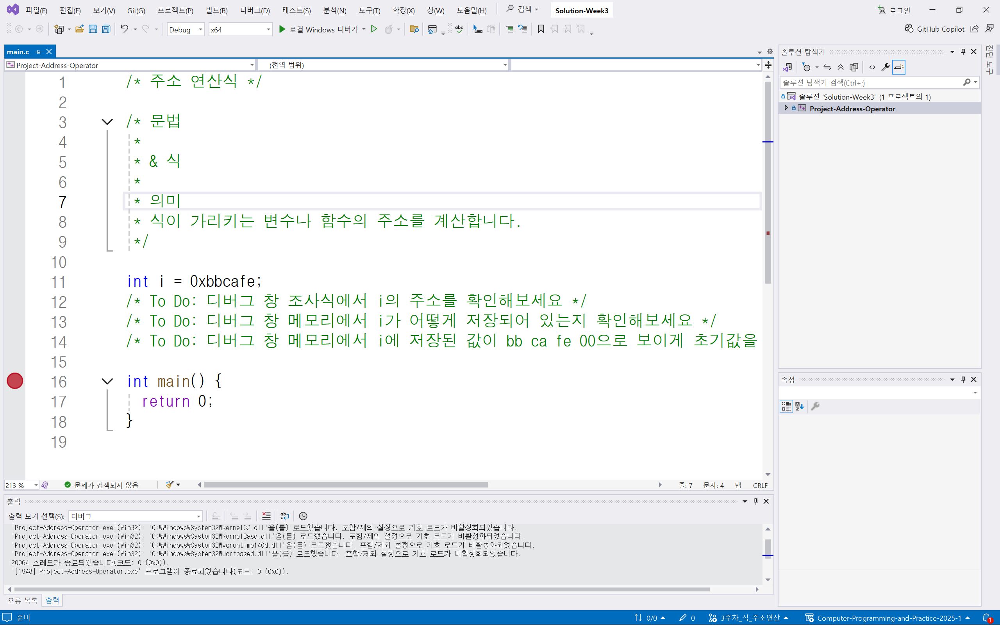 파일(F) 편집(E) 보기(V) Git(G) 프로젝트(P) 빌드(B) 디버그(D) 테스트(S) 분석(N) 도구(T) 확장(X) 창(W) 도움말(H) 검색 Solution-Week3 로그인
Debug x64 로컬 Windows 디버거 GitHub Copilot
main.c
Project-Address-Operator (전역 범위)
1 /* 주소 연산식 */
2
3 /* 문법
4 *
5 * & 식
6 *
7 * 의미
8 * 식이 가리키는 변수나 함수의 주소를 계산합니다.
9 */
10
11 int i = 0xbbcafe;
12 /* To Do: 디버그 창 조사식에서 i의 주소를 확인해보세요 */
13 /* To Do: 디버그 창 메모리에서 i가 어떻게 저장되어 있는지 확인해보세요 */
14 /* To Do: 디버그 창 메모리에서 i에 저장된 값이 bb ca fe 00으로 보이게 초기값을
15
16 int main() {
17 return 0;
18 }
19
213 % 문제가 검색되지 않음 줄: 7 문자: 4 탭 CRLF
출력
출력 보기 선택(S): 디버그
'Project-Address-Operator.exe'(Win32): 'C:₩Windows₩System32₩kernel32.dll'을(를) 로드했습니다. 포함/제외 설정으로 기호 로드가 비활성화되었습니다.
'Project-Address-Operator.exe'(Win32): 'C:₩Windows₩System32₩KernelBase.dll'을(를) 로드했습니다. 포함/제외 설정으로 기호 로드가 비활성화되었습니다.
'Project-Address-Operator.exe'(Win32): 'C:₩Windows₩System32₩vcruntime140d.dll'을(를) 로드했습니다. 포함/제외 설정으로 기호 로드가 비활성화되었습니다.
'Project-Address-Operator.exe'(Win32): 'C:₩Windows₩System32₩ucrtbased.dll'을(를) 로드했습니다. 포함/제외 설정으로 기호 로드가 비활성화되었습니다.
20064 스레드가 종료되었습니다(코드: 0 (0x0)).
'[1948] Project-Address-Operator.exe' 프로그램이 종료되었습니다(코드: 0 (0x0)).
오류 목록 출력
솔루션 탐색기
솔루션 탐색기 검색(Ctrl+;)
솔루션 'Solution-Week3' (1 프로젝트의 1)
Project-Address-Operator
속성
진단 도구
준비 0/0 0 3주차_식_주소연산 Computer-Programming-and-Practice-2025-1 1